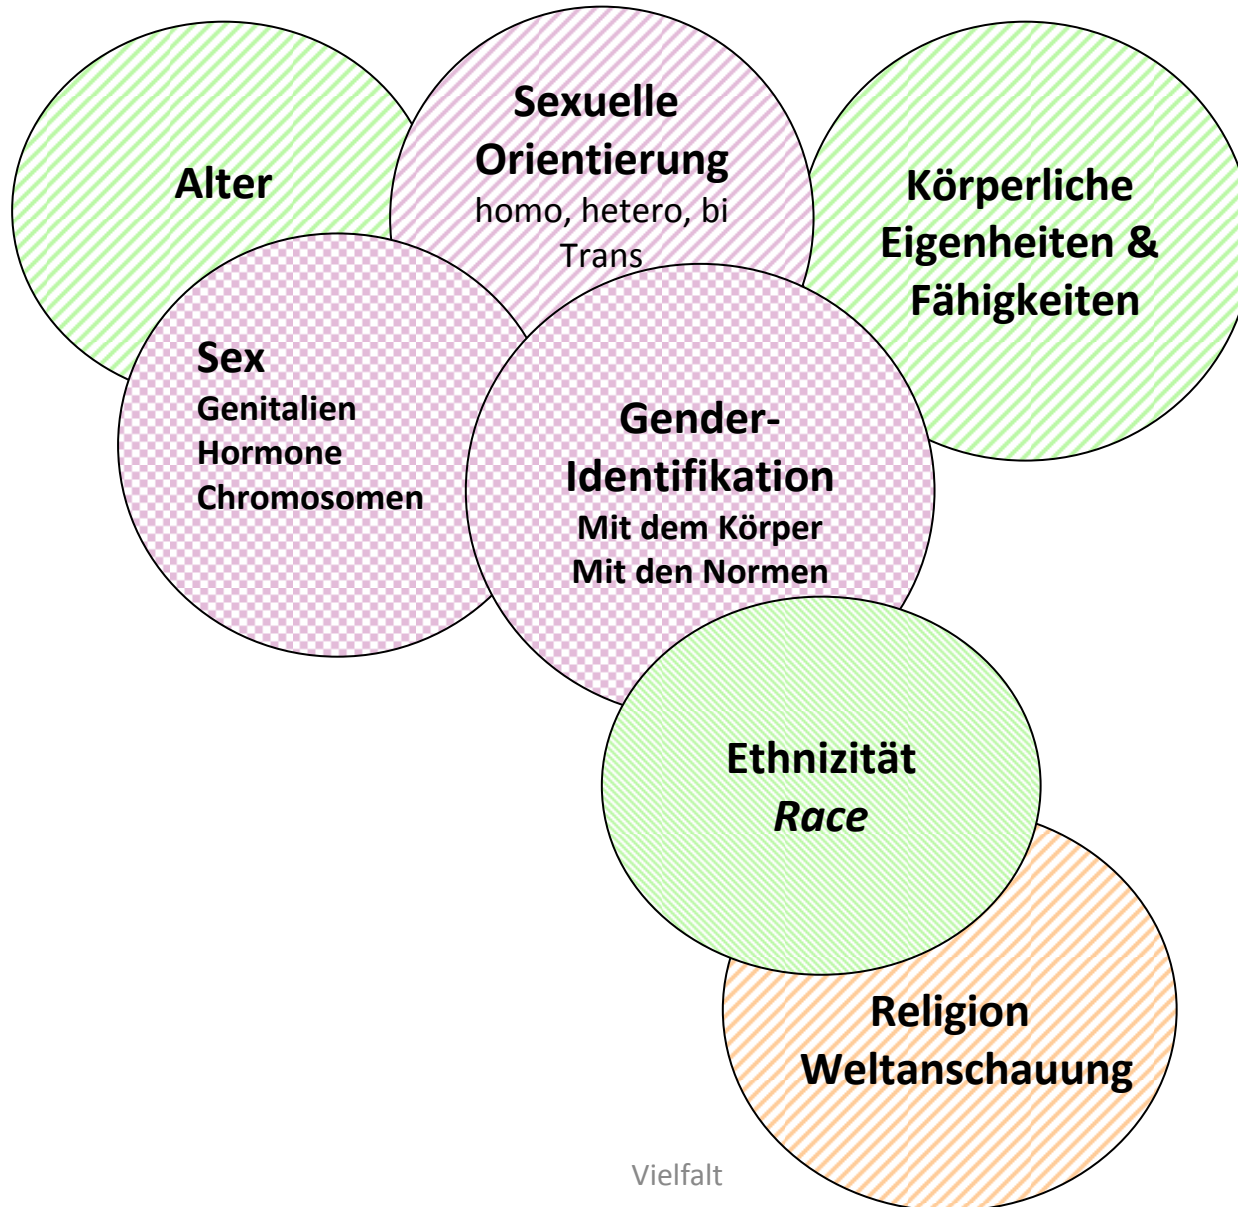 Alter
Sexuelle
Orientierung
homo, hetero, bi
Trans
Körperliche
Eigenheiten &
Fähigkeiten
Sex
Genitalien
Hormone
Chromosomen
Gender-
Identifikation
Mit dem Körper
Mit den Normen
Ethnizität
Race
Religion
Weltanschauung
Vielfalt